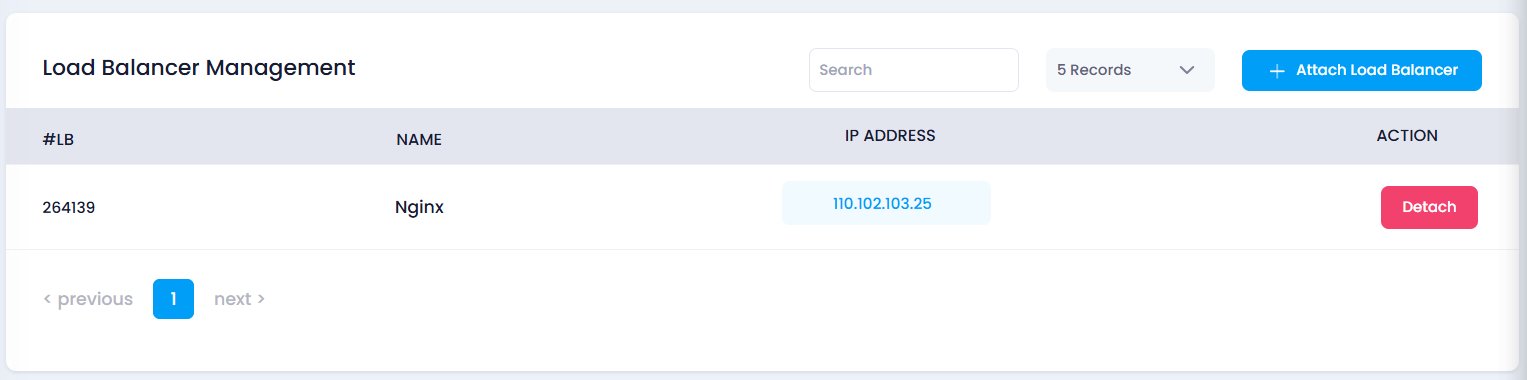 Load Balancer Management
Search
5 Records
+ Attach Load Balancer
#LB NAME IP ADDRESS ACTION
264139 Nginx 110.102.103.25 Detach
< previous 1 next >